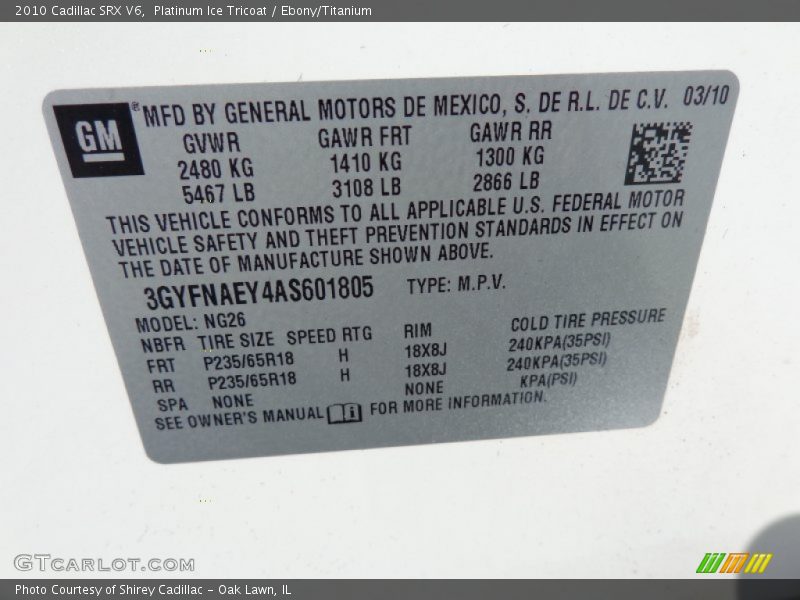 2010 Cadillac SRX V6, Platinum Ice Tricoat / Ebony/Titanium
GM ® MFD BY GENERAL MOTORS DE MEXICO, S. DE R.L. DE C.V. 03/10
GVWR GAWR FRT GAWR RR
2480 KG 1410 KG 1300 KG
5467 LB 3108 LB 2866 LB
THIS VEHICLE CONFORMS TO ALL APPLICABLE U.S. FEDERAL MOTOR
VEHICLE SAFETY AND THEFT PREVENTION STANDARDS IN EFFECT ON
THE DATE OF MANUFACTURE SHOWN ABOVE.
3GYFNAEY4AS601805 TYPE: M.P.V.
MODEL: NG26
NBFR TIRE SIZE SPEED RTG RIM COLD TIRE PRESSURE
FRT P235/65R18 H 18X8J 240KPA(35PSI)
RR P235/65R18 H 18X8J 240KPA(35PSI)
SPA NONE NONE KPA(PSI)
SEE OWNER'S MANUAL FOR MORE INFORMATION.
GTCARLOT.COM
Photo Courtesy of Shirey Cadillac - Oak Lawn, IL